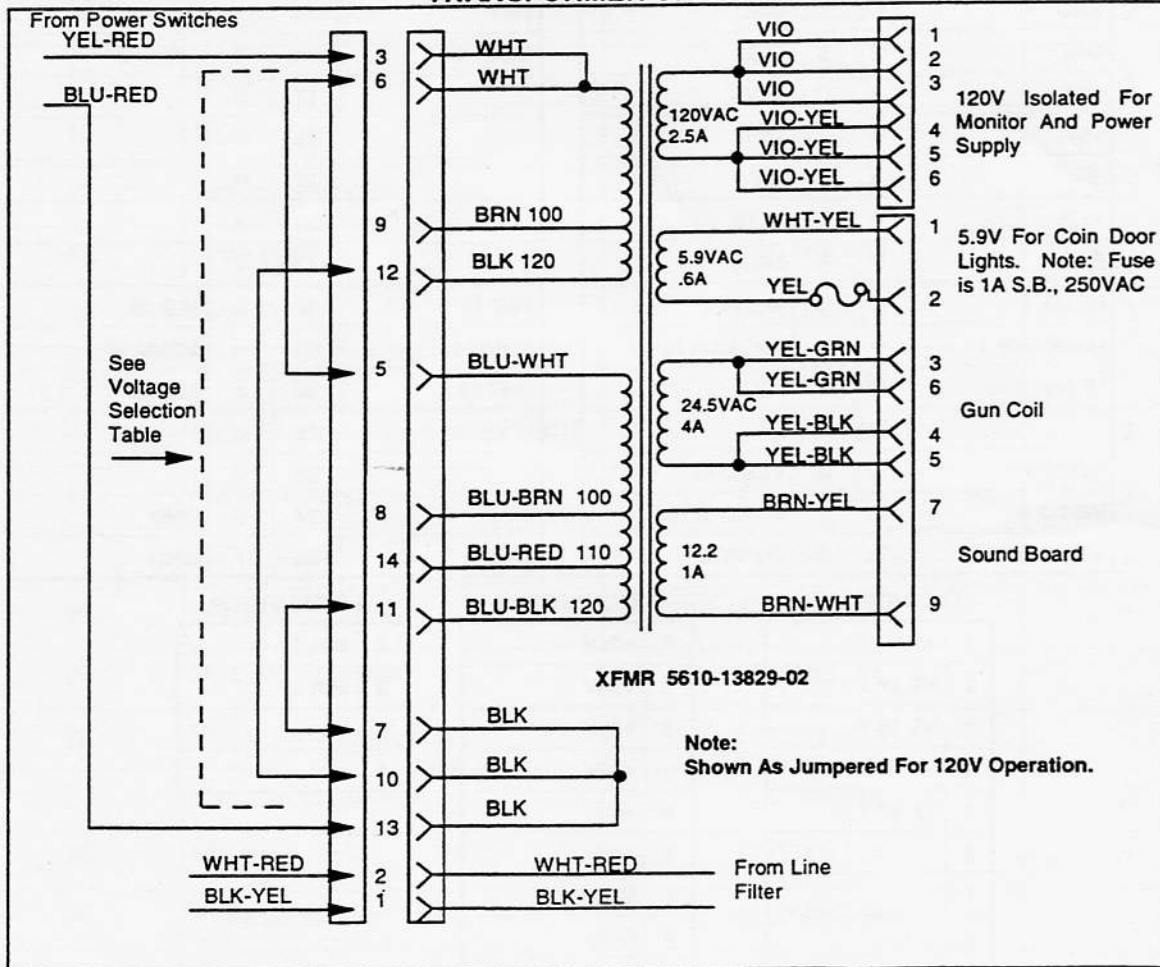 From Power Switches
YEL-RED
BLU-RED
See
Voltage
Selection
Table
WHT-RED
BLK-YEL
3
6
9
12
5
8
14
11
7
10
13
2
1
WHT
WHT
BRN 100
BLK 120
BLU-WHT
BLU-BRN 100
BLU-RED 110
BLU-BLK 120
BLK
BLK
BLK
WHT-RED
BLK-YEL
From Line
Filter
120VAC
2.5A
5.9VAC
.6A
24.5VAC
4A
12.2
1A
VIO
VIO
VIO
VIO-YEL
VIO-YEL
VIO-YEL
WHT-YEL
YEL
YEL-GRN
YEL-GRN
YEL-BLK
YEL-BLK
BRN-YEL
BRN-WHT
1
2
3
4
5
6
1
2
3
6
4
5
7
9
120V Isolated For
Monitor And Power
Supply
5.9V For Coin Door
Lights. Note: Fuse
is 1A S.B., 250VAC
Gun Coil
Sound Board
XFMR 5610-13829-02
Note:
Shown As Jumpered For 120V Operation.